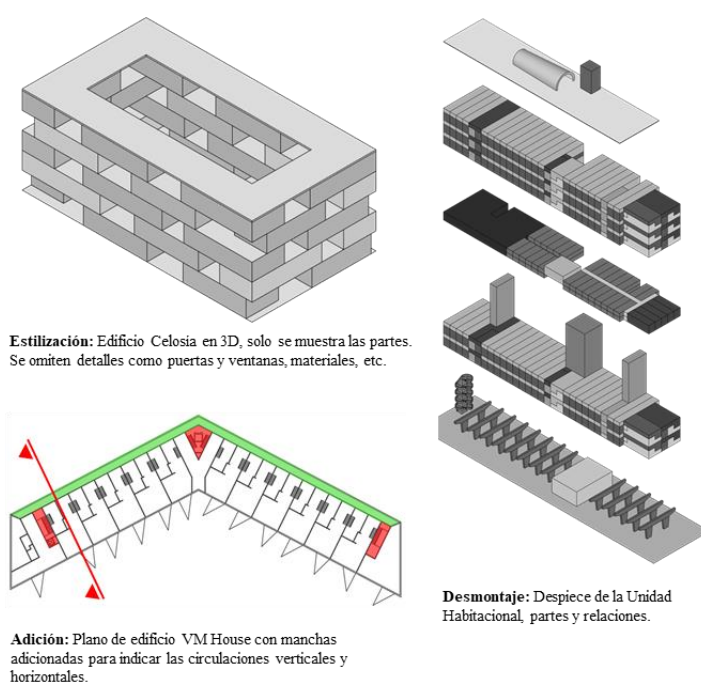 Estilización: Edificio Celosia en 3D, solo se muestra las partes.
Se omiten detalles como puertas y ventanas, materiales, etc.
Adición: Plano de edificio VM House con manchas
adicionadas para indicar las circulaciones verticales y
horizontales.
Desmontaje: Despiece de la Unidad
Habitacional, partes y relaciones.